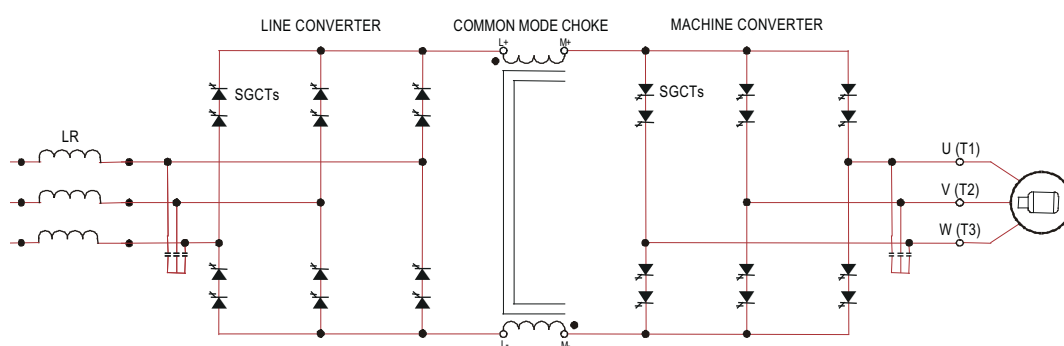 LINE CONVERTER
COMMON MODE CHOKE
MACHINE CONVERTER
L+
M+
SGCTs
SGCTs
LR
U (T1)
V (T2)
W (T3)